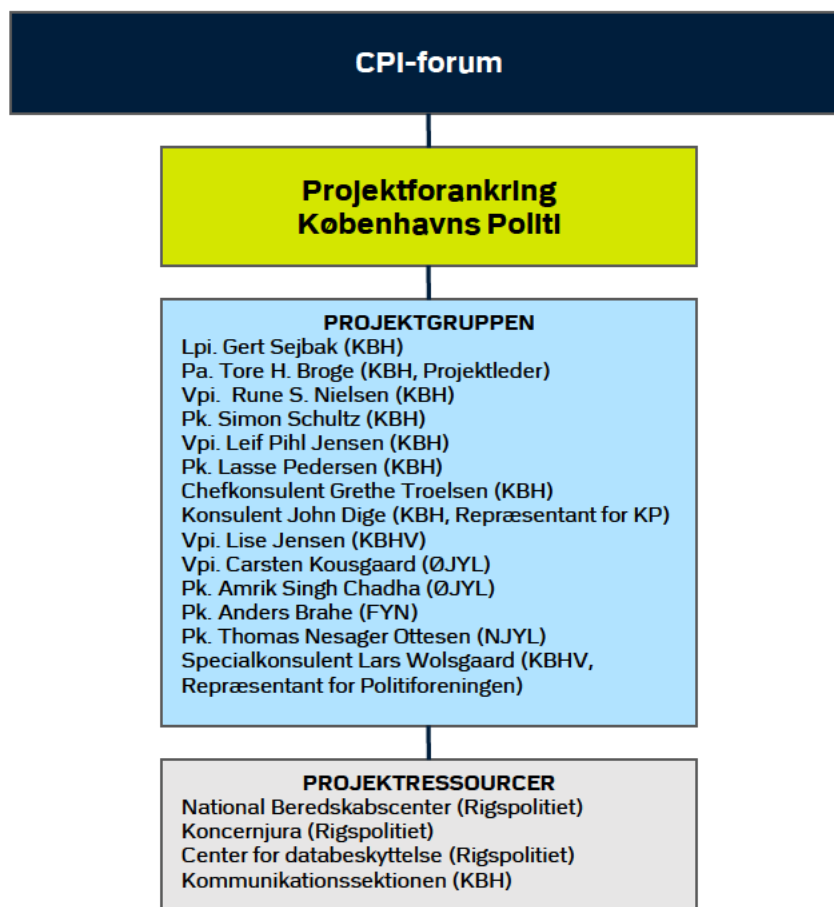 CPI-forum
Projektforankring
Københavns Politi
PROJEKTGRUPPEN
Lpi. Gert Sejbak (KBH)
Pa. Tore H. Broge (KBH, Projektleder)
Vpi. Rune S. Nielsen (KBH)
Pk. Simon Schultz (KBH)
Vpi. Leif Pihl Jensen (KBH)
Pk. Lasse Pedersen (KBH)
Chefkonsulent Grethe Troelsen (KBH)
Konsulent John Dige (KBH, Repræsentant for KP)
Vpi. Lise Jensen (KBHV)
Vpi. Carsten Kousgaard (ØJYL)
Pk. Amrik Singh Chadha (ØJYL)
Pk. Anders Brahe (FYN)
Pk. Thomas Nesager Ottesen (NJYL)
Specialkonsulent Lars Wolsgaard (KBHV,
Repræsentant for Politiforeningen)
PROJEKTRESSOURCER
National Beredskabscenter (Rigspolitiet)
Koncernjura (Rigspolitiet)
Center for databeskyttelse (Rigspolitiet)
Kommunikationssektionen (KBH)